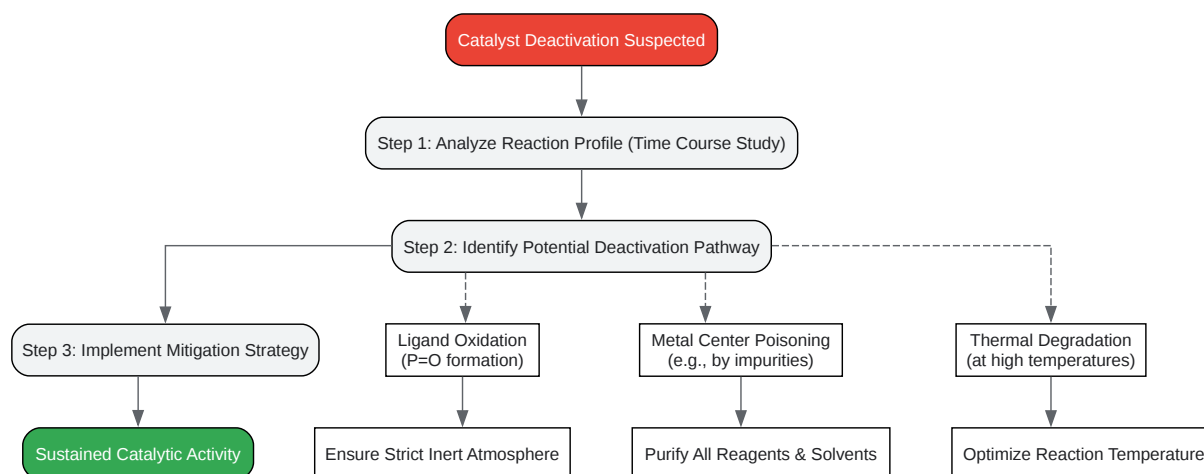 Catalyst Deactivation Suspected
Step 1: Analyze Reaction Profile (Time Course Study)
Step 2: Identify Potential Deactivation Pathway
Step 3: Implement Mitigation Strategy
Ligand Oxidation
(P=O formation)
Metal Center Poisoning
(e.g., by impurities)
Thermal Degradation
(at high temperatures)
Sustained Catalytic Activity
Ensure Strict Inert Atmosphere
Purify All Reagents & Solvents
Optimize Reaction Temperature